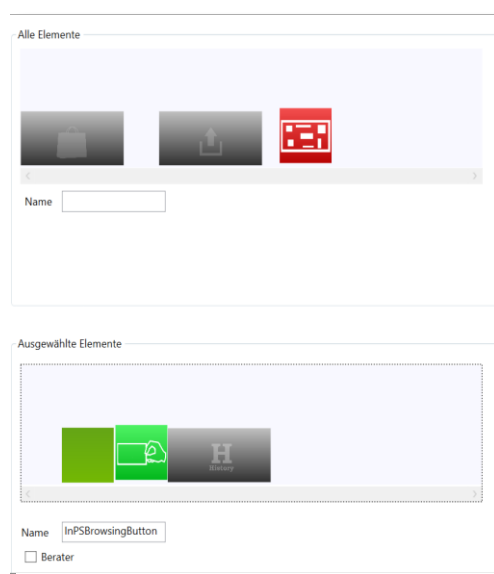 Alle Elemente
Name
Ausgewählte Elemente
H
History
Name InPSBrowsingButton
Berater